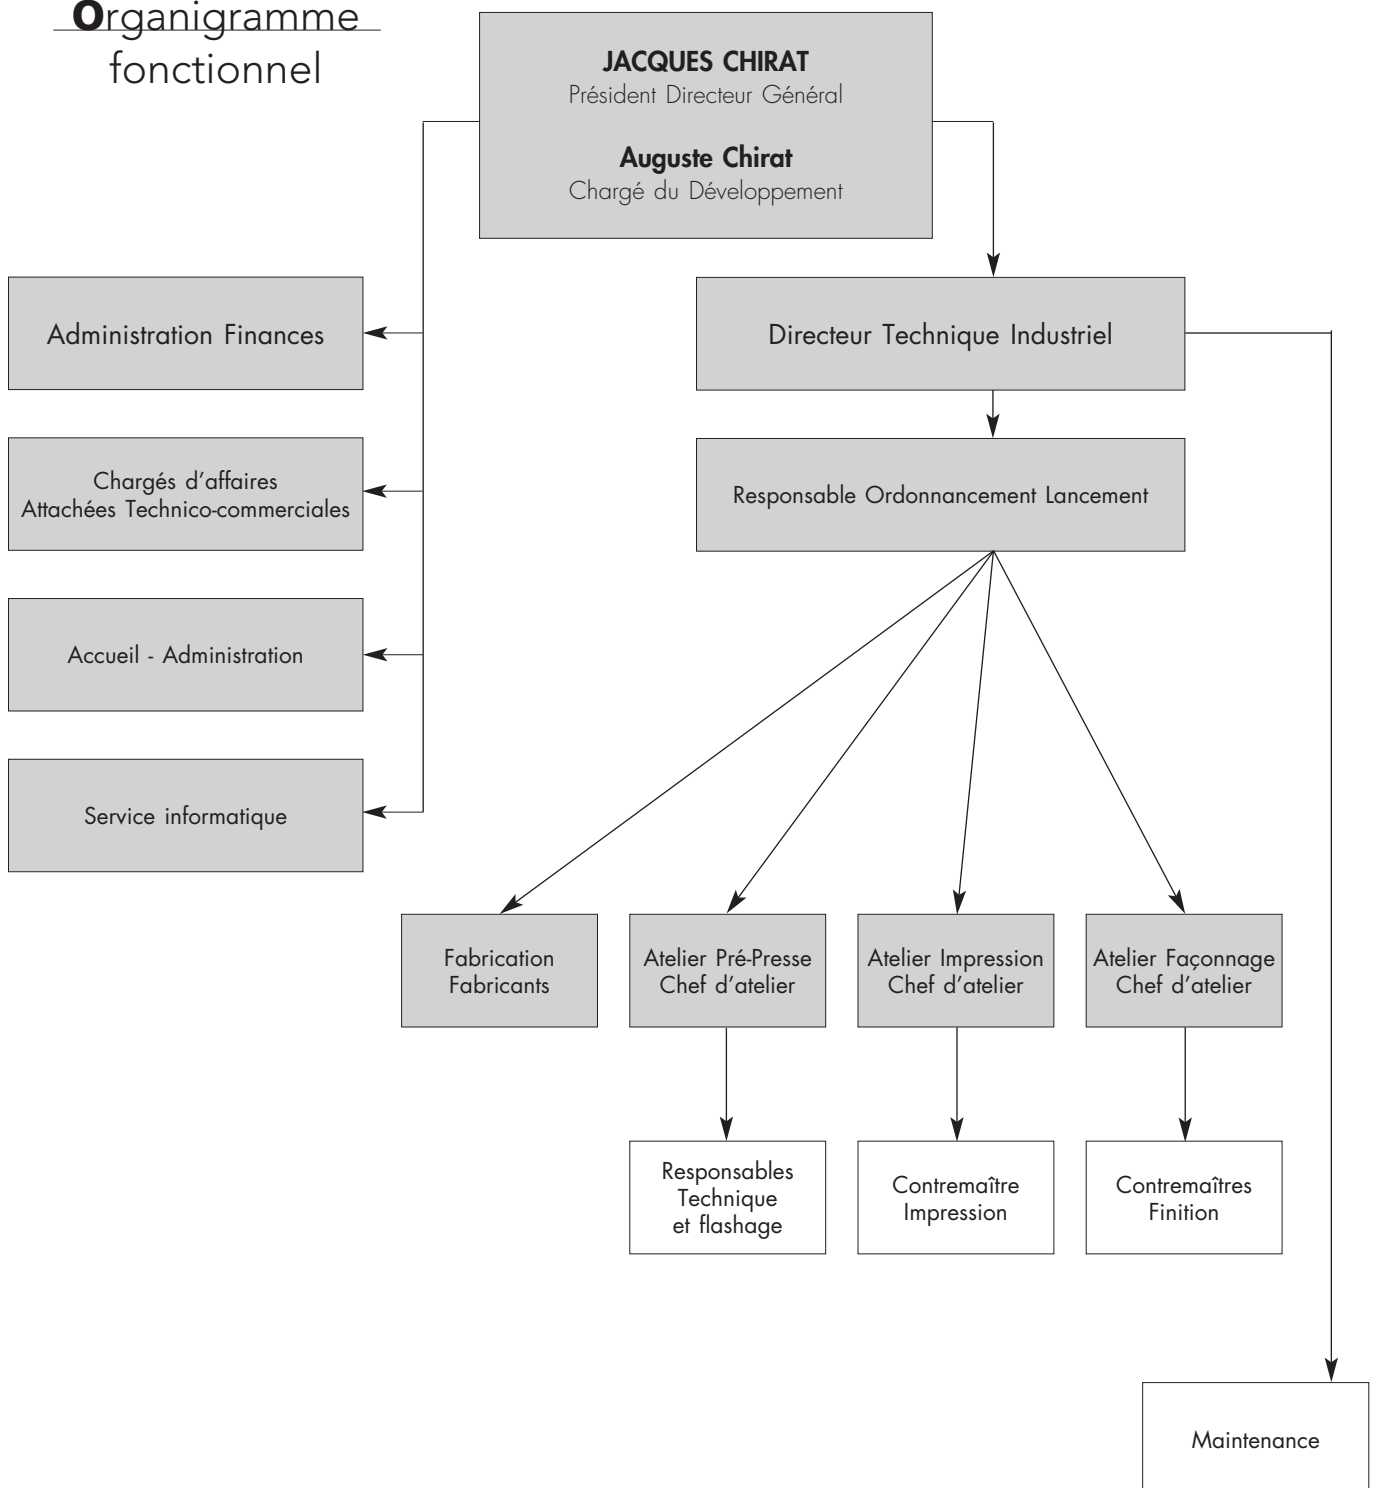 Organigramme
fonctionnel
JACQUES CHIRAT
Président Directeur Général
Auguste Chirat
Chargé du Développement
Administration Finances
Directeur Technique Industriel
Chargés d'affaires
Attachées Technico-commerciales
Responsable Ordonnancement Lancement
Accueil - Administration
Service informatique
Fabrication
Fabricants
Atelier Pré-Presse
Chef d'atelier
Atelier Impression
Chef d'atelier
Atelier Façonnage
Chef d'atelier
Responsables
Technique
et flashage
Contremaître
Impression
Contremaîtres
Finition
Maintenance